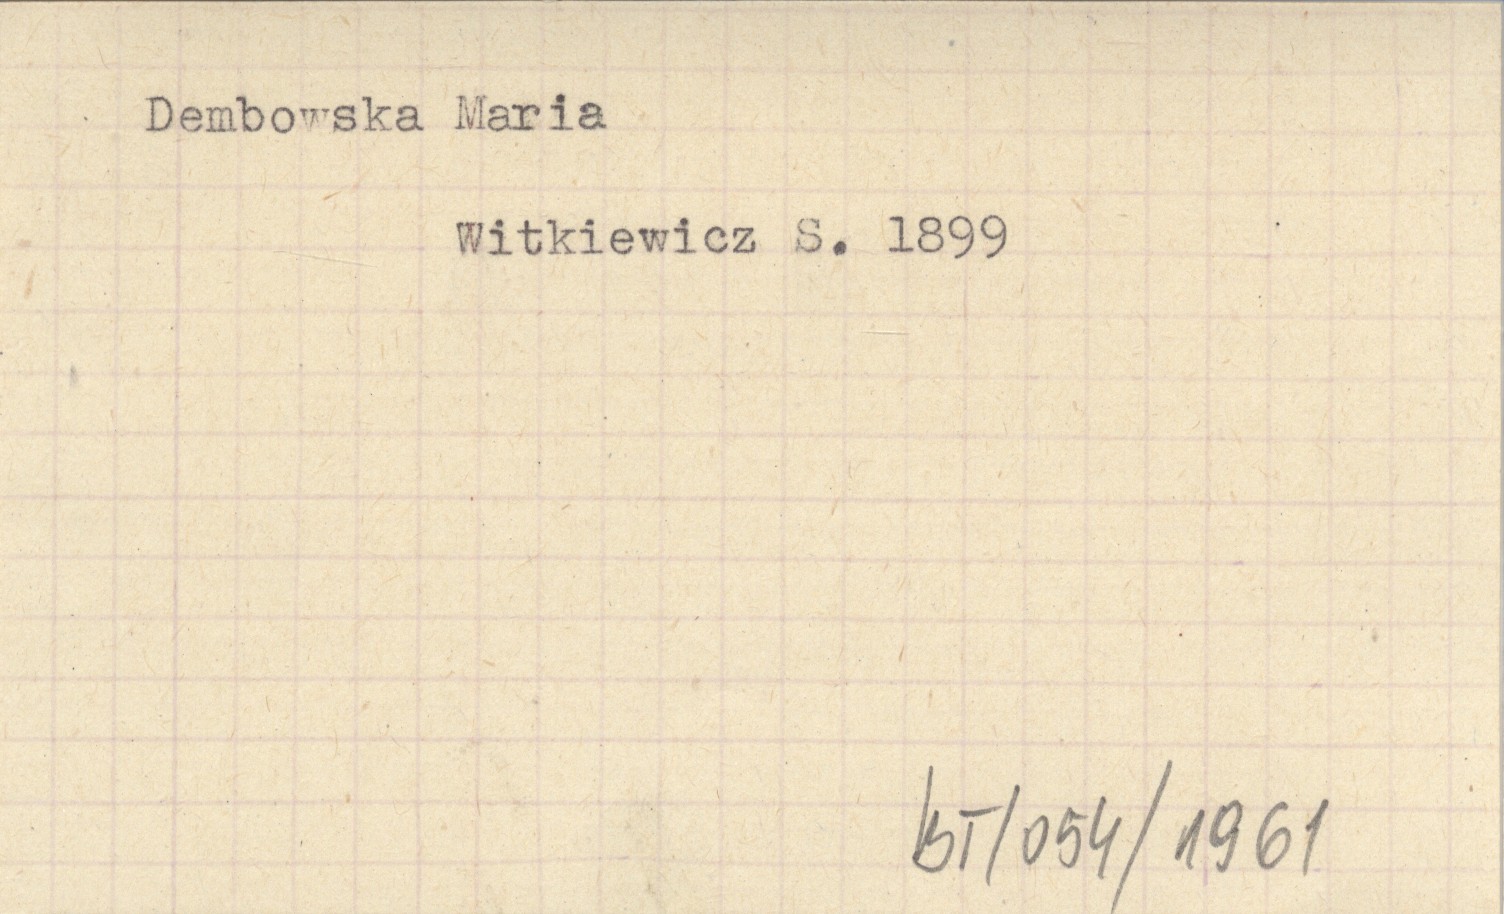 Dembowska Maria
Witkiewicz S. 1899
BT/054/1961